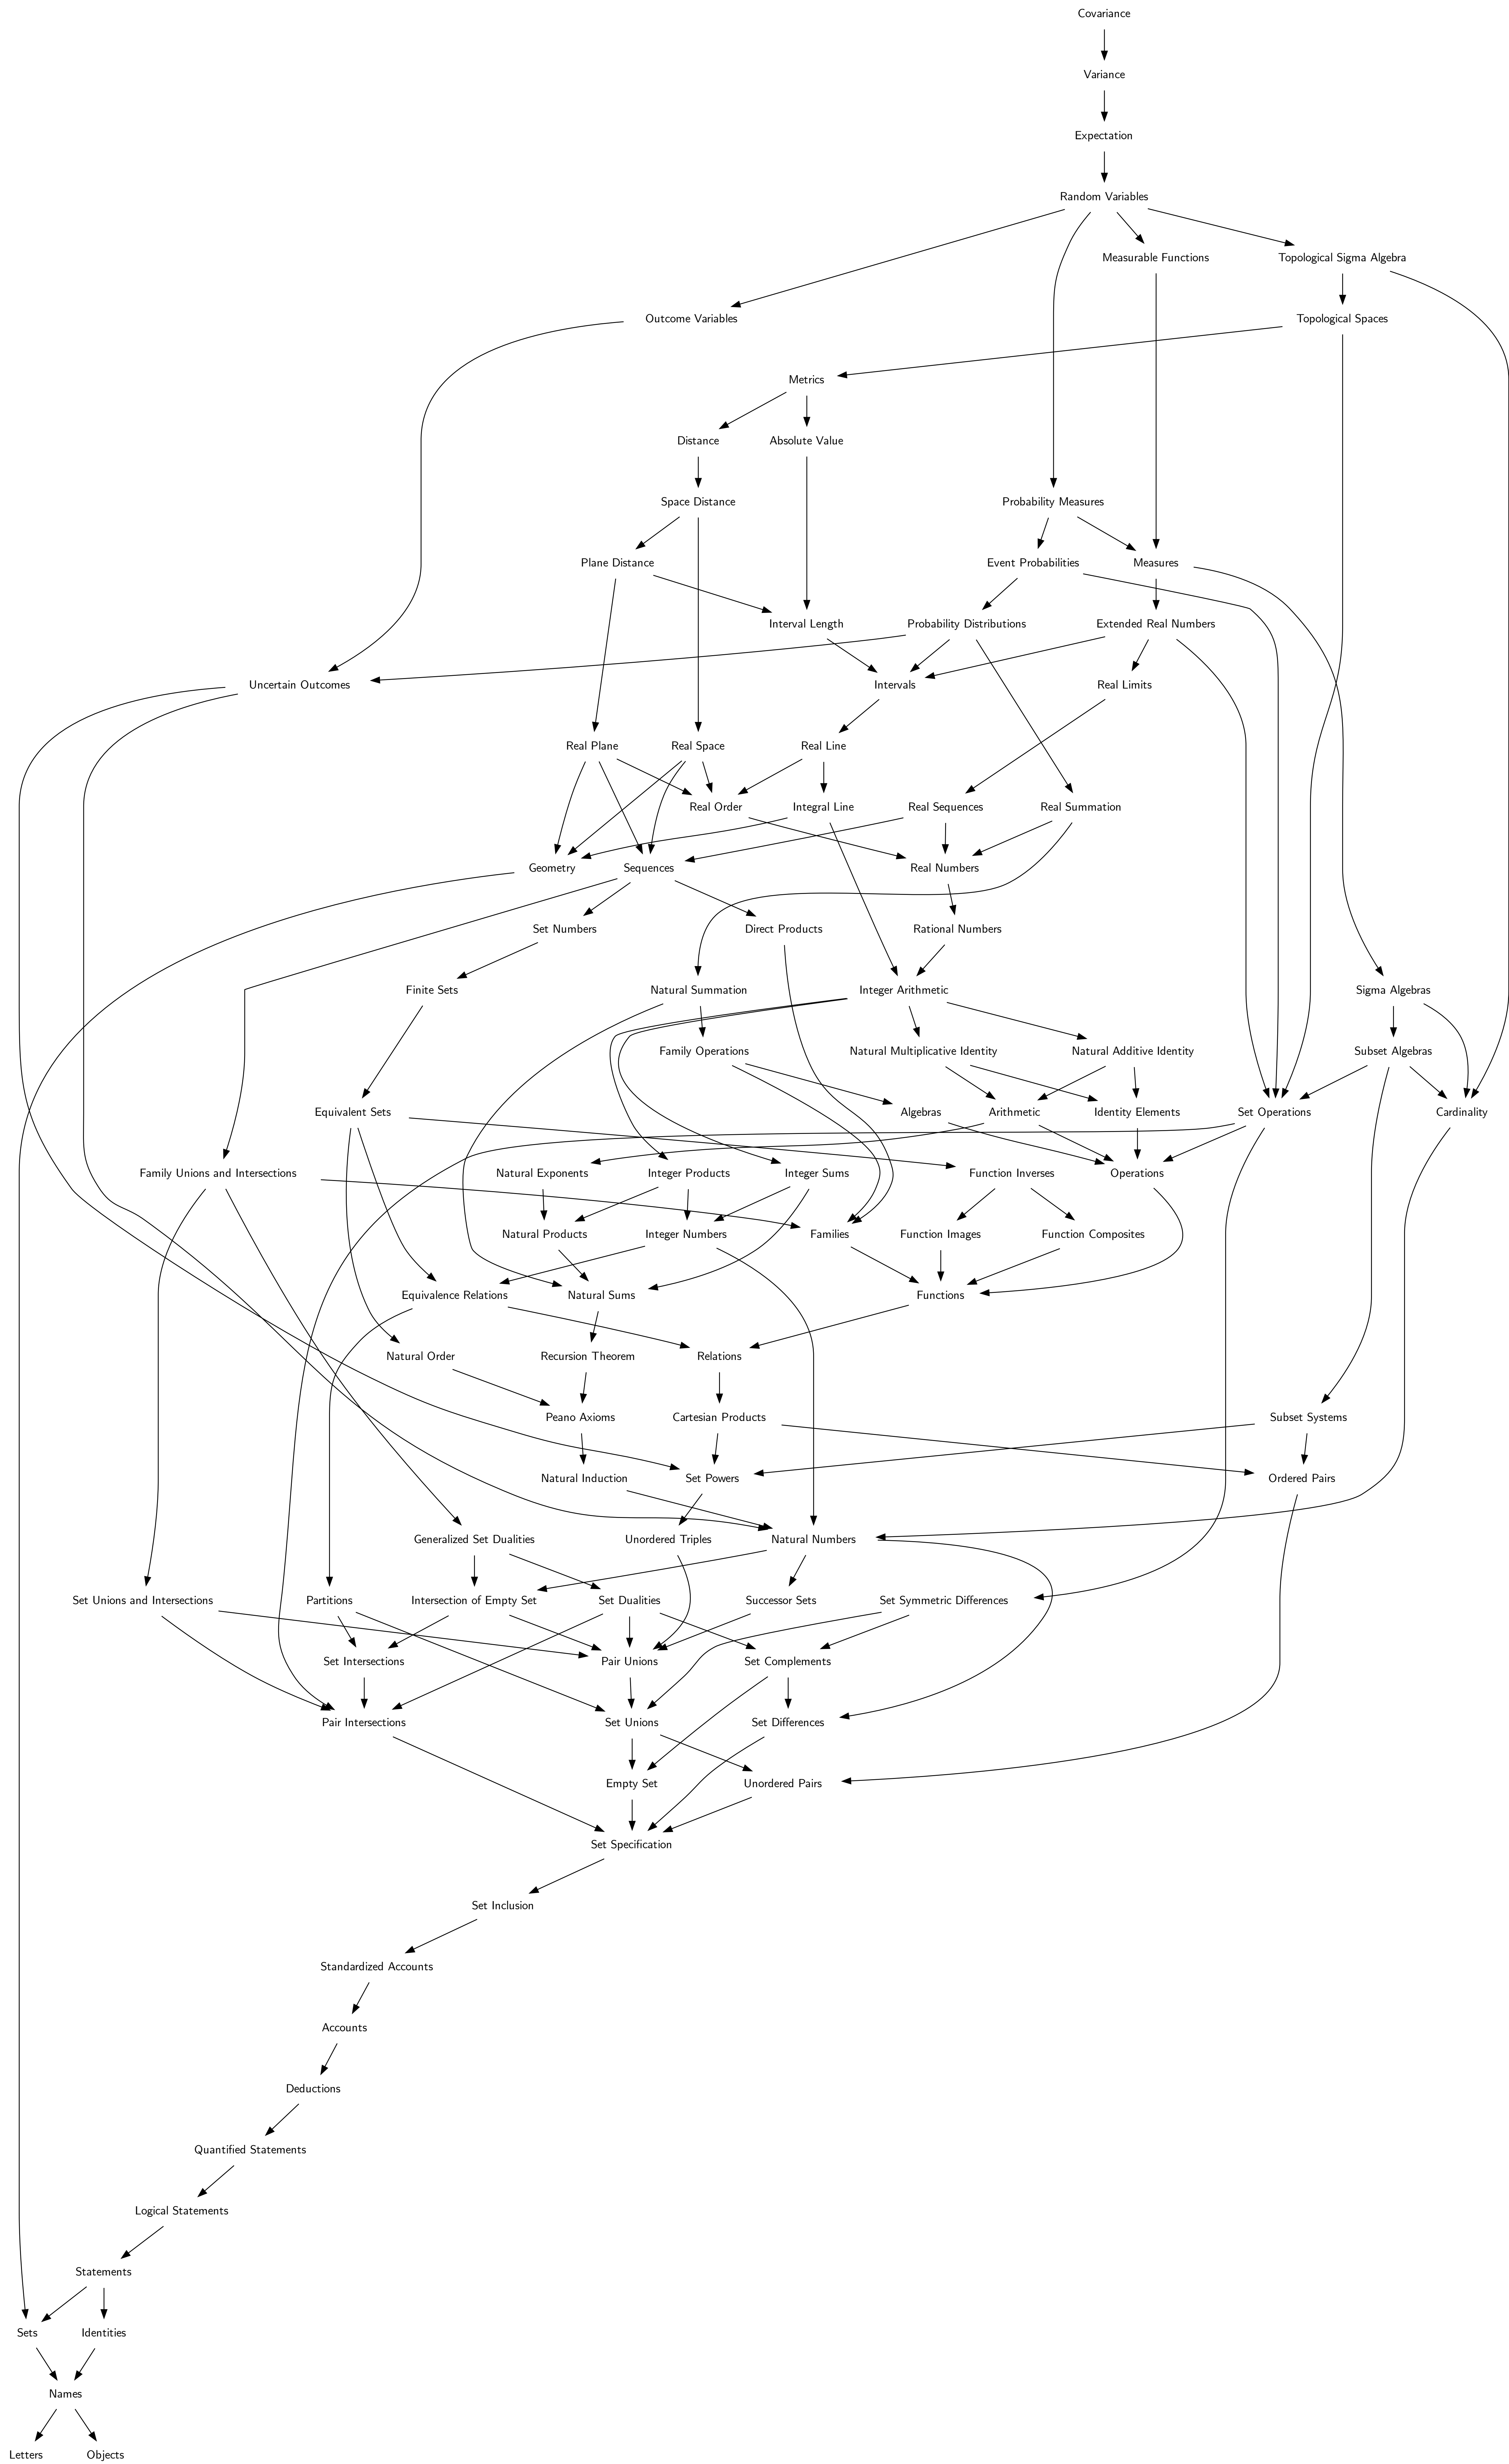 Covariance
Variance
Expectation
Random Variables
Measurable Functions
Topological Sigma Algebra
Outcome Variables
Topological Spaces
Metrics
Distance
Absolute Value
Space Distance
Probability Measures
Plane Distance
Event Probabilities
Measures
Interval Length
Probability Distributions
Extended Real Numbers
Uncertain Outcomes
Intervals
Real Limits
Real Plane
Real Space
Real Line
Real Order
Integral Line
Real Sequences
Real Summation
Geometry
Sequences
Real Numbers
Set Numbers
Direct Products
Rational Numbers
Finite Sets
Natural Summation
Integer Arithmetic
Sigma Algebras
Family Operations
Natural Multiplicative Identity
Natural Additive Identity
Subset Algebras
Equivalent Sets
Algebras
Arithmetic
Identity Elements
Set Operations
Cardinality
Family Unions and Intersections
Natural Exponents
Integer Products
Integer Sums
Function Inverses
Operations
Natural Products
Integer Numbers
Families
Function Images
Function Composites
Equivalence Relations
Natural Sums
Functions
Natural Order
Recursion Theorem
Relations
Peano Axioms
Cartesian Products
Subset Systems
Natural Induction
Set Powers
Ordered Pairs
Generalized Set Dualities
Unordered Triples
Natural Numbers
Set Unions and Intersections
Partitions
Intersection of Empty Set
Set Dualities
Successor Sets
Set Symmetric Differences
Set Intersections
Pair Unions
Set Complements
Pair Intersections
Set Unions
Set Differences
Empty Set
Unordered Pairs
Set Specification
Set Inclusion
Standardized Accounts
Accounts
Deductions
Quantified Statements
Logical Statements
Statements
Sets
Identities
Names
Letters
Objects